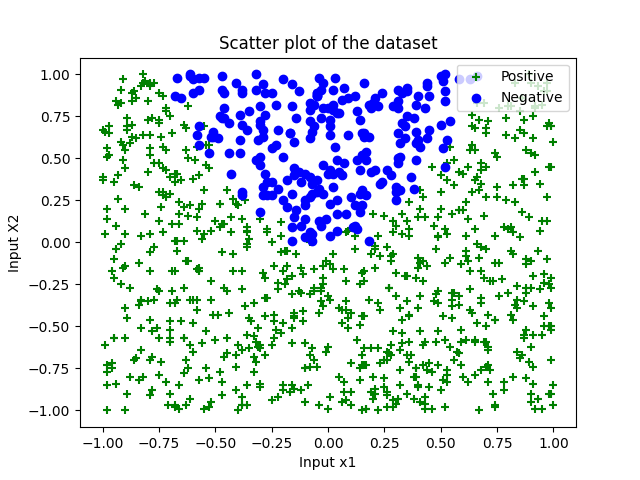 Scatter plot of the dataset
Positive
Negative
1.00
0.75
0.50
0.25
0.00
−0.25
−0.50
−0.75
−1.00
Input X2
−1.00 −0.75 −0.50 −0.25 0.00 0.25 0.50 0.75 1.00
Input x1